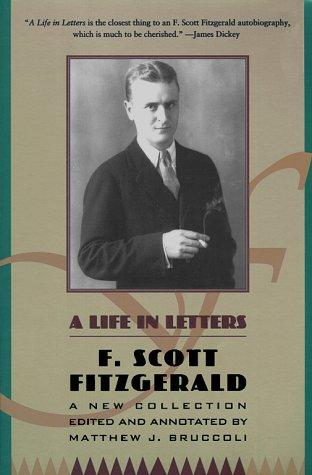 “A Life in Letters is the closest thing to an F. Scott Fitzgerald autobiography,
which is much to be cherished.” —James Dickey
A LIFE IN LETTERS
F. SCOTT
FITZGERALD
A NEW COLLECTION
EDITED AND ANNOTATED BY
MATTHEW J. BRUCCOLI